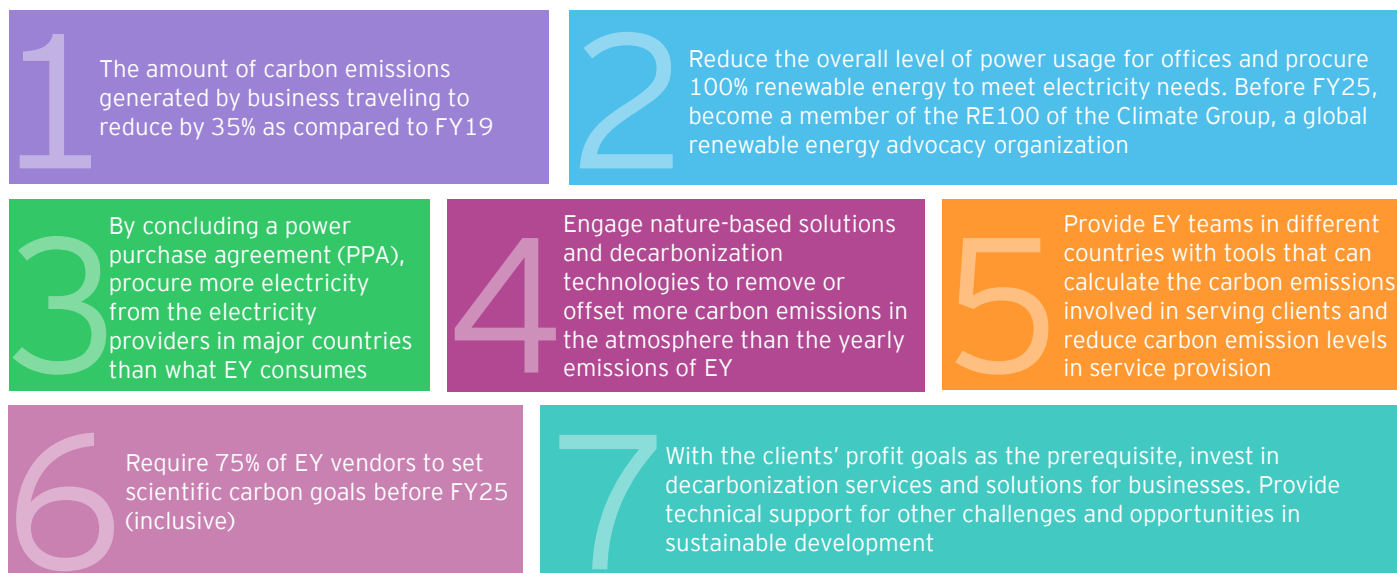 1
The amount of carbon emissions
generated by business traveling to
reduce by 35% as compared to FY19
2
Reduce the overall level of power usage for offices and procure
100% renewable energy to meet electricity needs. Before FY25,
become a member of the RE100 of the Climate Group, a global
renewable energy advocacy organization
3
By concluding a power
purchase agreement (PPA),
procure more electricity
from the electricity
providers in major countries
than what EY consumes
4
Engage nature-based solutions
and decarbonization
technologies to remove or
offset more carbon emissions in
the atmosphere than the yearly
emissions of EY
5
Provide EY teams in different
countries with tools that can
calculate the carbon emissions
involved in serving clients and
reduce carbon emission levels
in service provision
6
Require 75% of EY vendors to set
scientific carbon goals before FY25
(inclusive)
7
With the clients’ profit goals as the prerequisite, invest in
decarbonization services and solutions for businesses. Provide
technical support for other challenges and opportunities in
sustainable development